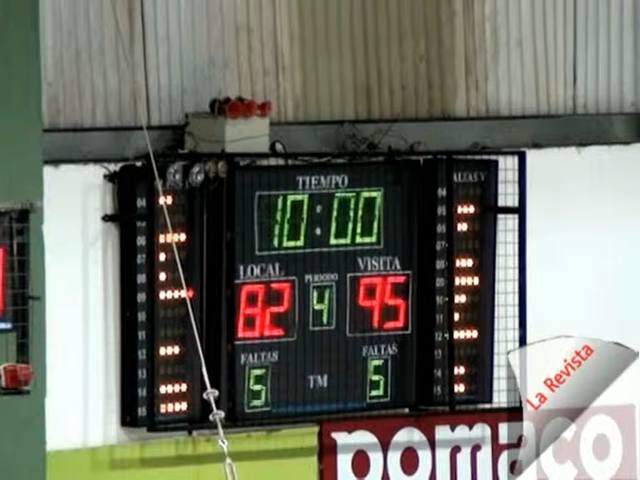 TIEMPO
10:00
LOCAL PERIODO VISITA
82 4 95
FALTAS FALTAS
5 TM 5
La Revista
pomaco